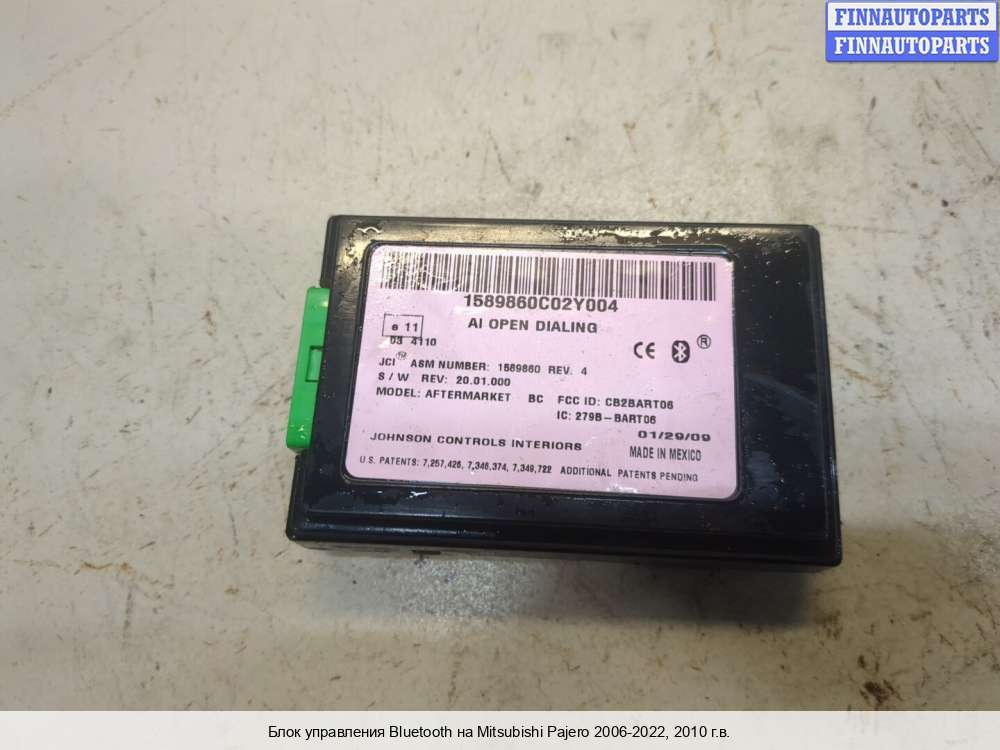 FINNAUTOPARTS
FINNAUTOPARTS
1589860C02Y004
AI OPEN DIALING
e 11
03 4110
CE ®
JCI™ ASM NUMBER: 1589860 REV. 4
S / W REV: 20.01.000
MODEL: AFTERMARKET BC FCC ID: CB2BART06
IC: 279B-BART06
01/29/09
JOHNSON CONTROLS INTERIORS MADE IN MEXICO
U.S. PATENTS: 7,257,426, 7,346,374, 7,349,722 ADDITIONAL PATENTS PENDING
Блок управления Bluetooth на Mitsubishi Pajero 2006-2022, 2010 г.в.